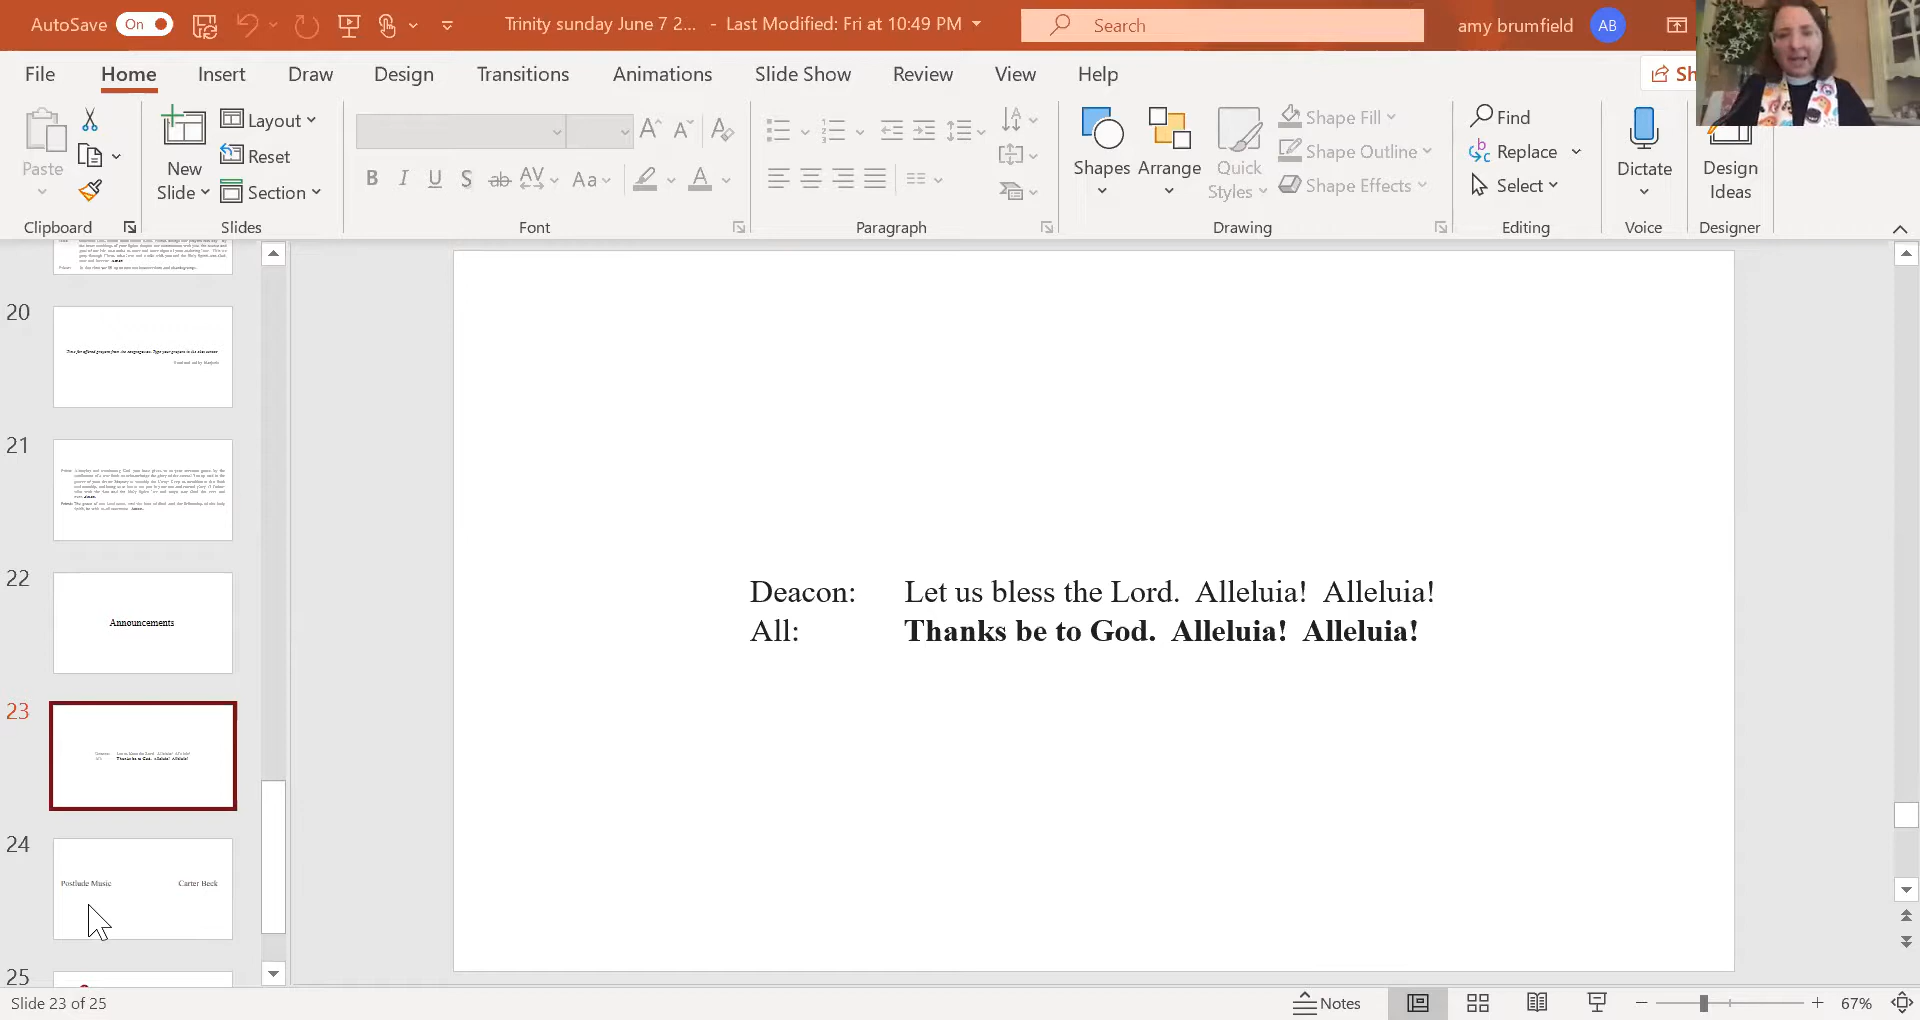 AutoSave On Trinity sunday June 7 2... - Last Modified: Fri at 10:49 PM Search amy brumfield AB
File Home Insert Draw Design Transitions Animations Slide Show Review View Help Sh
Paste New Slide Layout Reset Section
B I U S ab AV Aa A
Shapes Arrange Quick Styles Shape Fill Shape Outline Shape Effects
Find Replace Select Dictate Design Ideas
Clipboard Slides Font Paragraph Drawing Editing Voice Designer
20
21
22
Announcements
23
24
Postlude Music Carter Beck
25
Deacon: Let us bless the Lord. Alleluia! Alleluia!
All: Thanks be to God. Alleluia! Alleluia!
Slide 23 of 25 Notes 67%